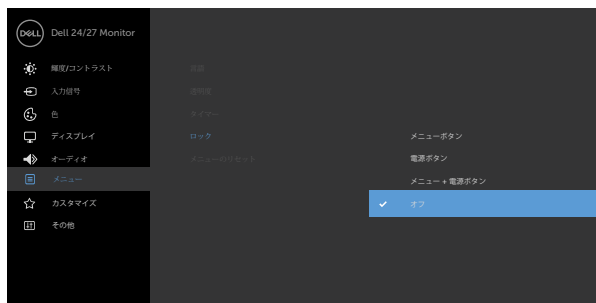 DELL
Dell 24/27 Monitor
輝度/コントラスト
入力信号
色
ディスプレイ
オーディオ
メニュー
カスタマイズ
その他
言語
透明度
タイマー
ロック
メニューのリセット
メニューボタン
電源ボタン
メニュー + 電源ボタン
オフ